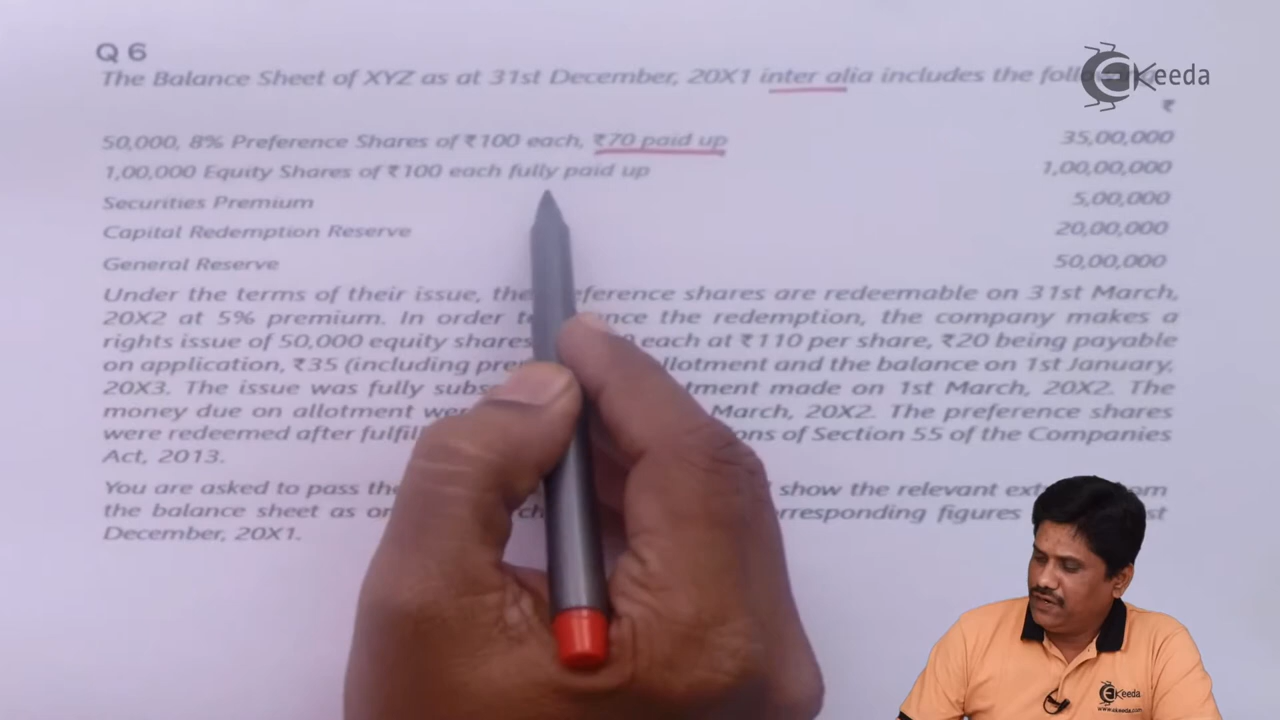 Q 6
The Balance Sheet of XYZ as at 31st December, 20X1 inter alia includes the
₹
50,000, 8% Preference Shares of ₹100 each, ₹70 paid up 35,00,000
1,00,000 Equity Shares of ₹100 each fully paid up 1,00,00,000
Securities Premium 5,00,000
Capital Redemption Reserve 20,00,000
General Reserve 50,00,000
Under the terms of their issue, the eference shares are redeemable on 31st March,
20X2 at 5% premium. In order nce the redemption, the company makes a
rights issue of 50,000 equity shares each at ₹110 per share, ₹20 being payable
on application, ₹35 (including lotment and the balance on 1st January,
20X3. The issue was fully tment made on 1st March, 20X2. The
money due on allotment March, 20X2. The preference shares
were redeemed after ons of Section 55 of the Companies
Act, 2013.
You are asked to pass show the relevant
the balance sheet as rresponding figures
December, 20X1.
eKeeda
eKeeda
www.ekeeda.com